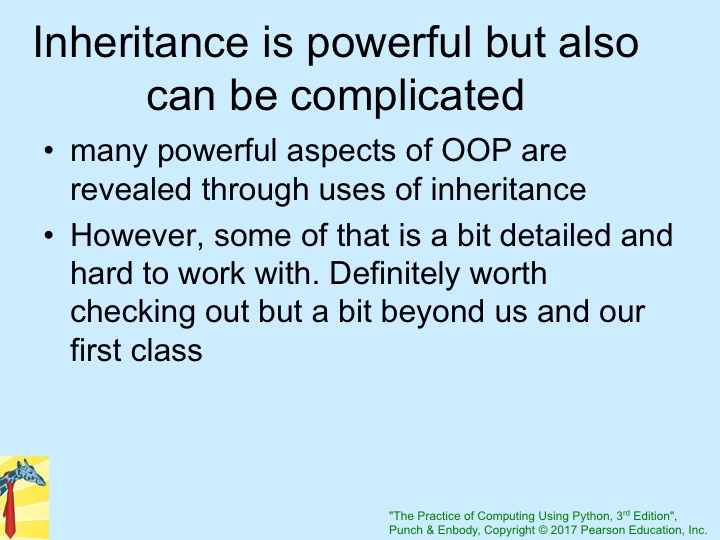 Inheritance is powerful but also
can be complicated
• many powerful aspects of OOP are
revealed through uses of inheritance
• However, some of that is a bit detailed and
hard to work with. Definitely worth
checking out but a bit beyond us and our
first class
"The Practice of Computing Using Python, 3rd Edition",
Punch & Enbody, Copyright © 2017 Pearson Education, Inc.